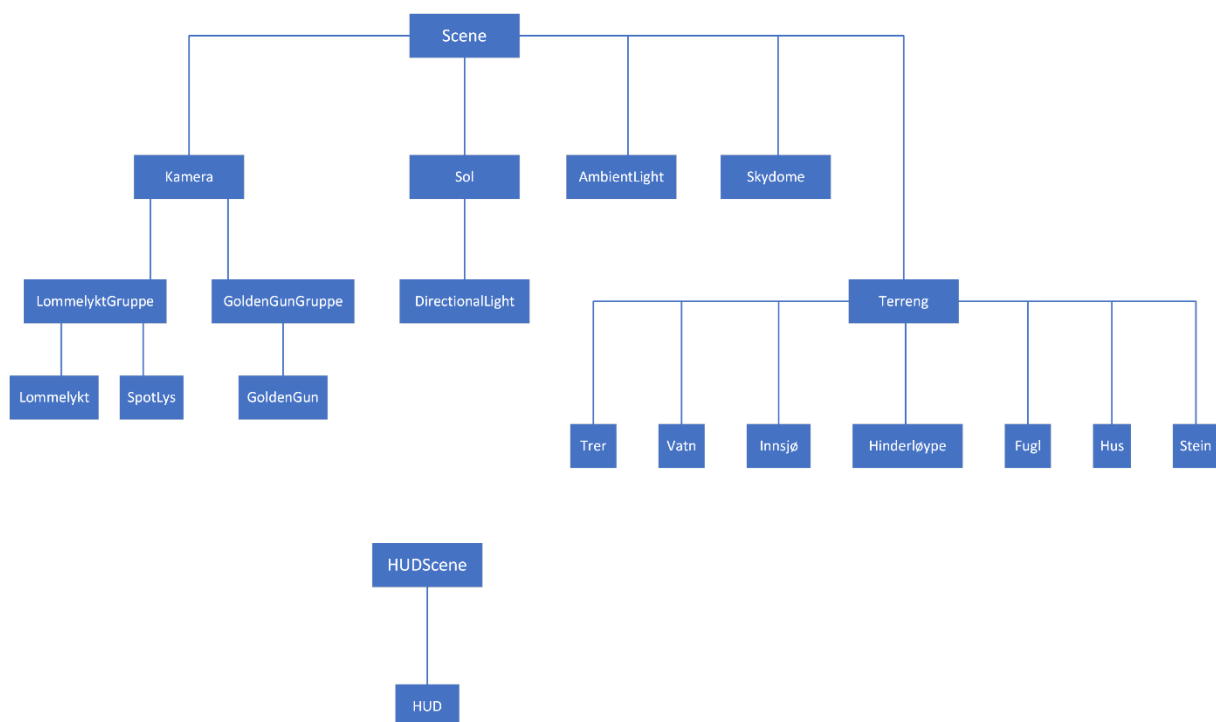 Scene
Kamera
Sol
AmbientLight
Skydome
LommelyktGruppe
GoldenGunGruppe
DirectionalLight
Terreng
Lommelykt
SpotLys
GoldenGun
Trer
Vatn
Innsjø
Hinderløype
Fugl
Hus
Stein
HUDScene
HUD